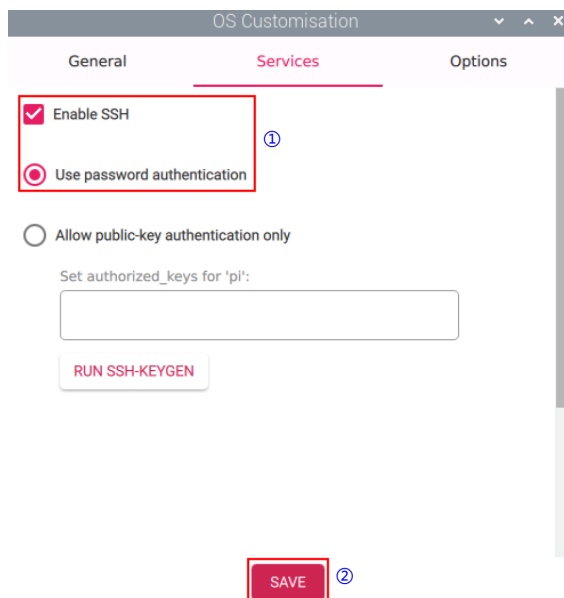 OS Customisation
General Services Options
Enable SSH
①
Use password authentication
Allow public-key authentication only
Set authorized_keys for 'pi':
RUN SSH-KEYGEN
SAVE ②